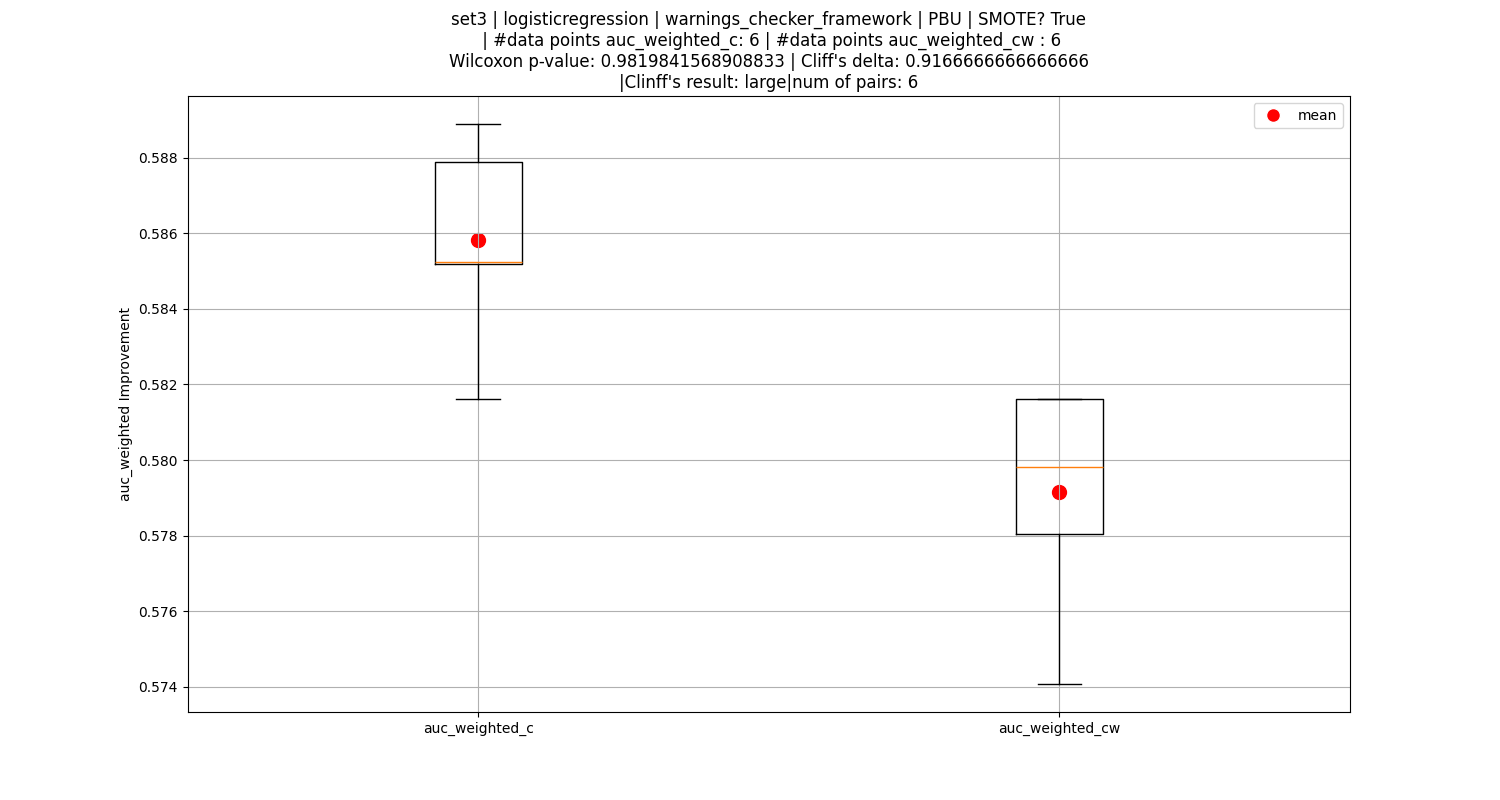 set3 | logisticregression | warnings_checker_framework | PBU | SMOTE? True
| #data points auc_weighted_c: 6 | #data points auc_weighted_cw : 6
Wilcoxon p-value: 0.9819841568908833 | Cliff's delta: 0.9166666666666666
|Clinff's result: large|num of pairs: 6
mean
auc_weighted Improvement
0.588
0.586
0.584
0.582
0.580
0.578
0.576
0.574
auc_weighted_c
auc_weighted_cw